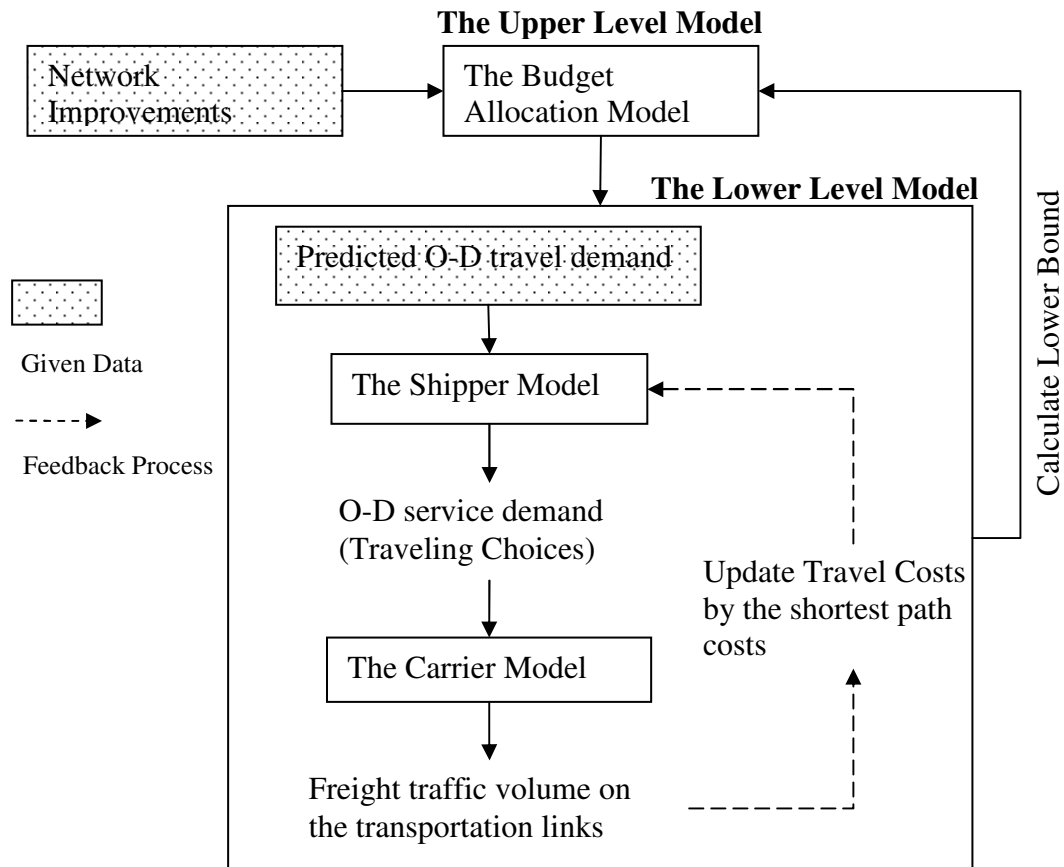 The Upper Level Model
Network
Improvements
The Budget
Allocation Model
The Lower Level Model
Predicted O-D travel demand
Given Data
The Shipper Model
Feedback Process
O-D service demand
(Traveling Choices)
Update Travel Costs
by the shortest path
costs
The Carrier Model
Freight traffic volume on
the transportation links
Calculate Lower Bound